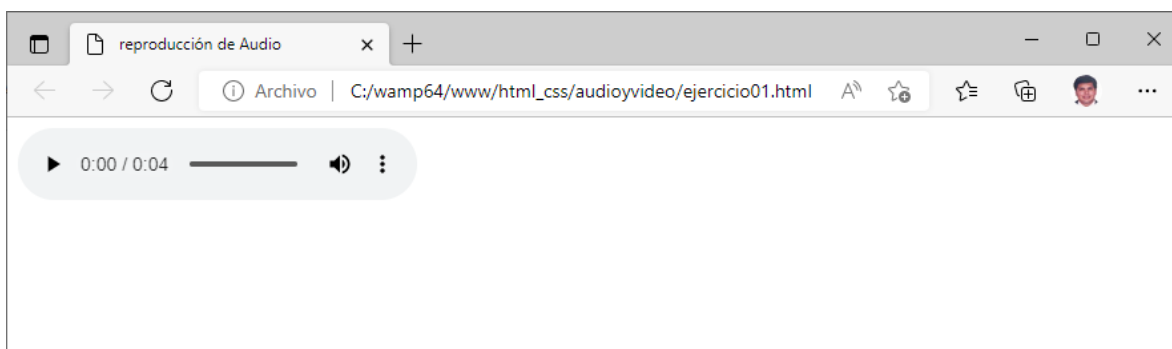 reproducción de Audio
Archivo C:/wamp64/www/html_css/audioyvideo/ejercicio01.html A
0:00 / 0:04